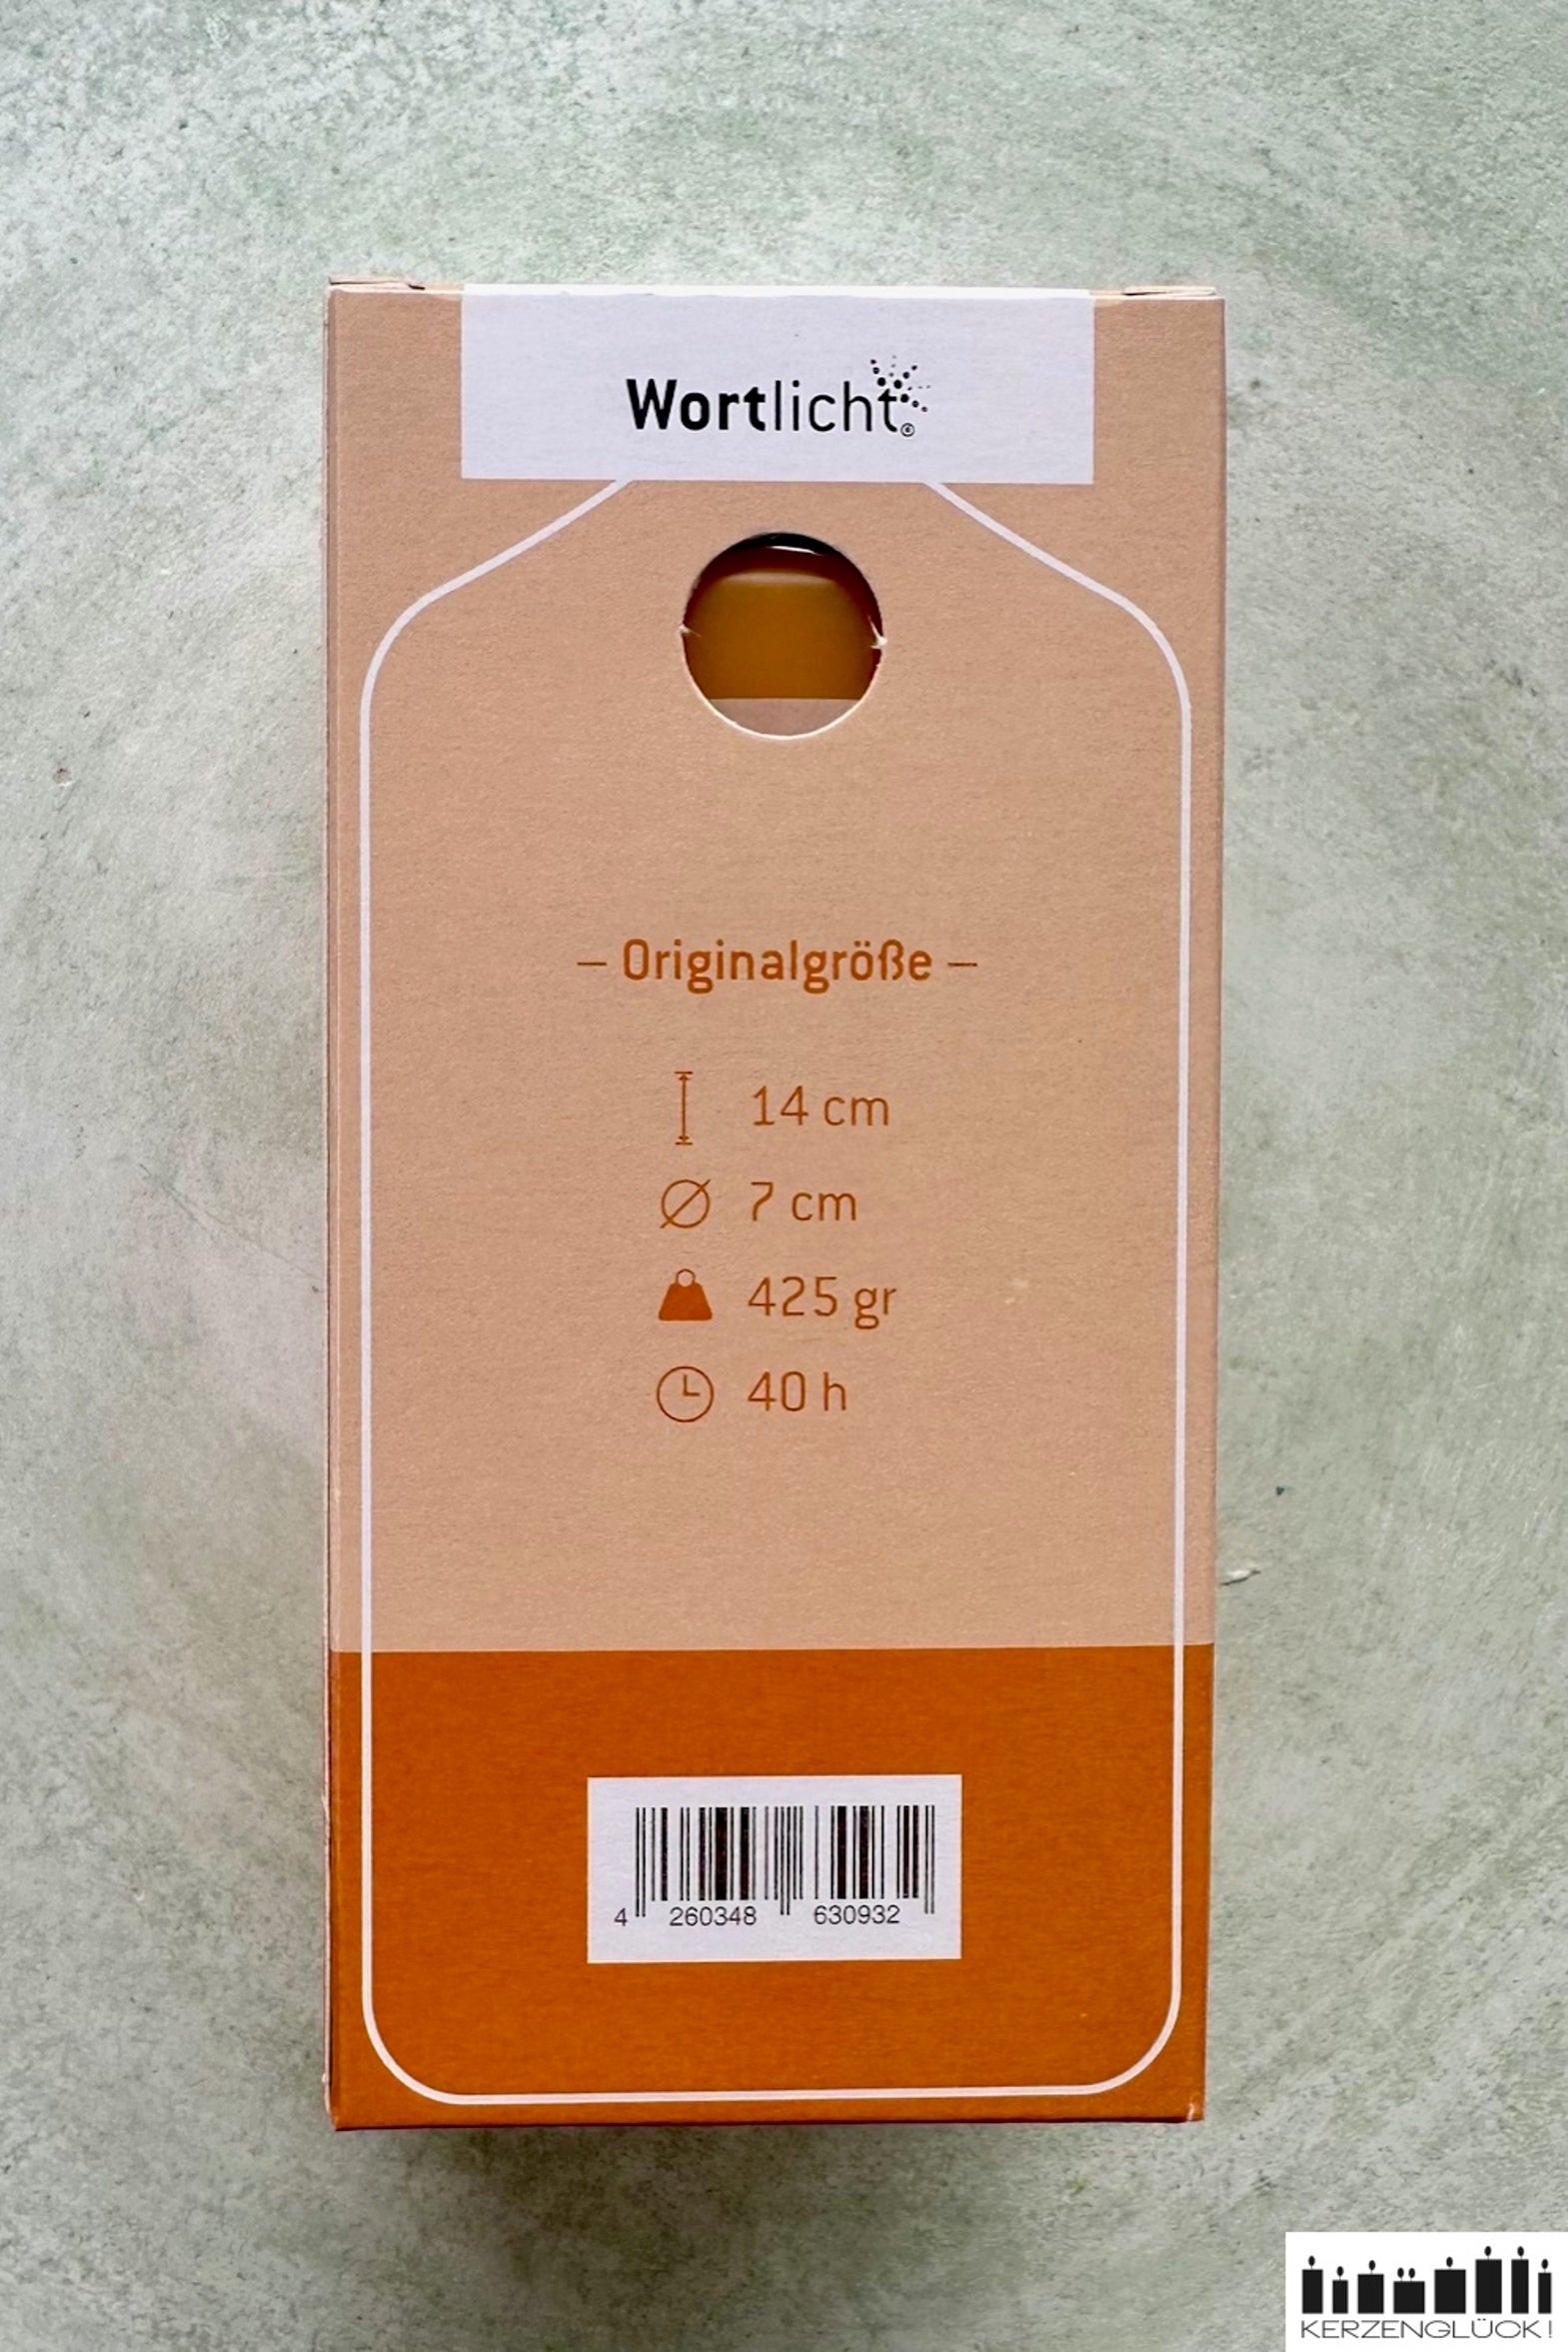 Wortlicht®
– Originalgröße –
14 cm
7 cm
425 gr
40 h
4 260348 630932
KERZENGLÜCK!